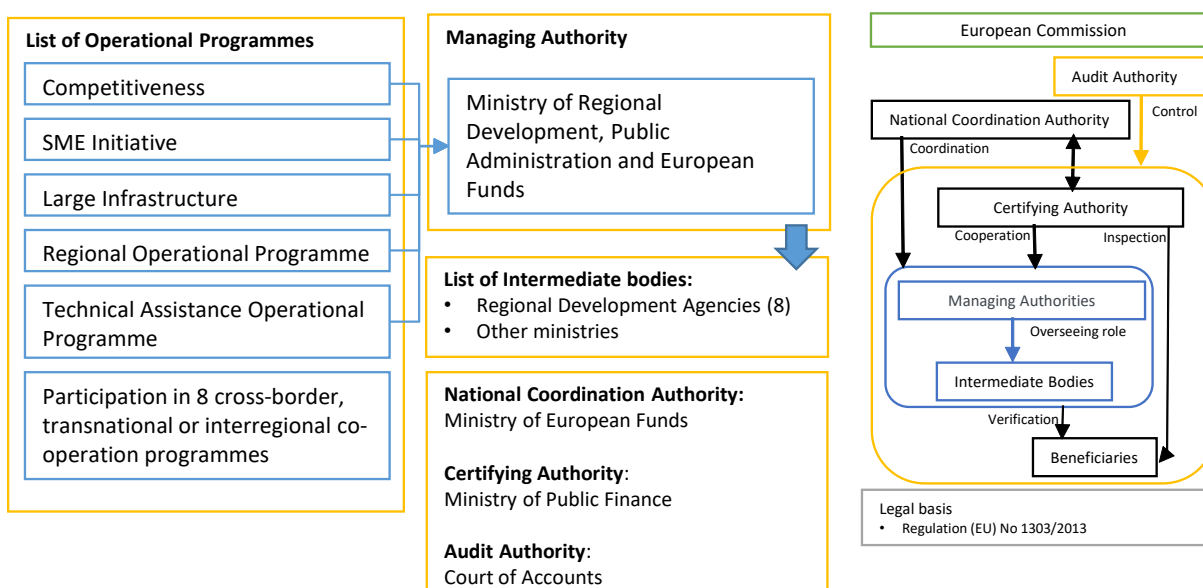 List of Operational Programmes
Competitiveness
SME Initiative
Large Infrastructure
Regional Operational Programme
Technical Assistance Operational
Programme
Participation in 8 cross-border,
transnational or interregional co-
operation programmes
Managing Authority
Ministry of Regional
Development, Public
Administration and European
Funds
List of Intermediate bodies:
• Regional Development Agencies (8)
• Other ministries
National Coordination Authority:
Ministry of European Funds
Certifying Authority:
Ministry of Public Finance
Audit Authority:
Court of Accounts
European Commission
Audit Authority
Control
National Coordination Authority
Coordination
Certifying Authority
Cooperation
Inspection
Managing Authorities
Overseeing role
Intermediate Bodies
Verification
Beneficiaries
Legal basis
• Regulation (EU) No 1303/2013